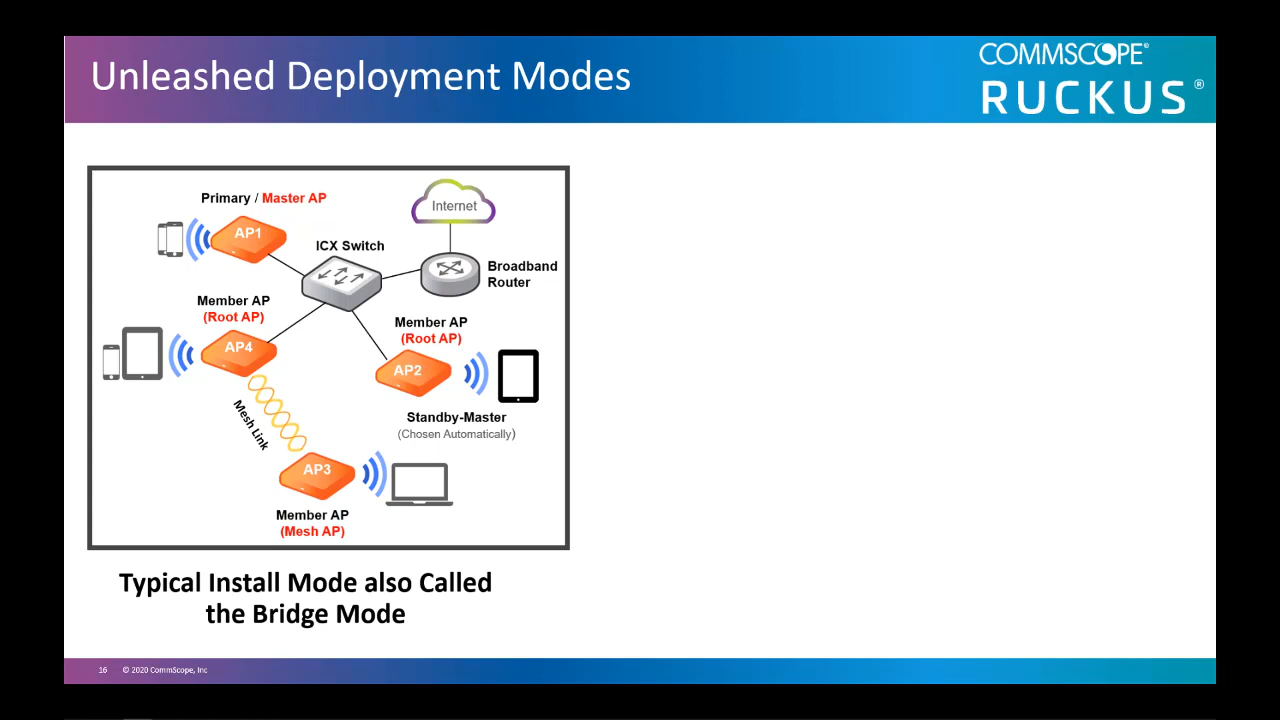 Unleashed Deployment Modes
COMMSCOPE®
RUCKUS®
Primary / Master AP
AP1
Internet
ICX Switch
Broadband
Router
Member AP
(Root AP)
AP4
Member AP
(Root AP)
AP2
Standby-Master
(Chosen Automatically)
Mesh Link
AP3
Member AP
(Mesh AP)
Typical Install Mode also Called
the Bridge Mode
16 © 2020 CommScope, Inc